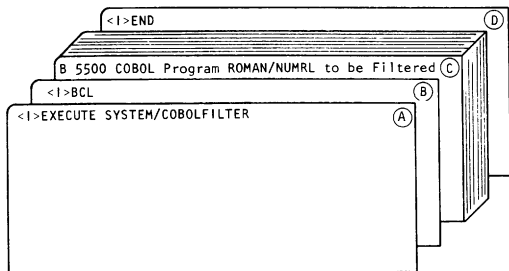 <I>END
D
B 5500 COBOL Program ROMAN/NUMRL to be Filtered
C
<I>BCL
B
<I>EXECUTE SYSTEM/COBOLFILTER
A